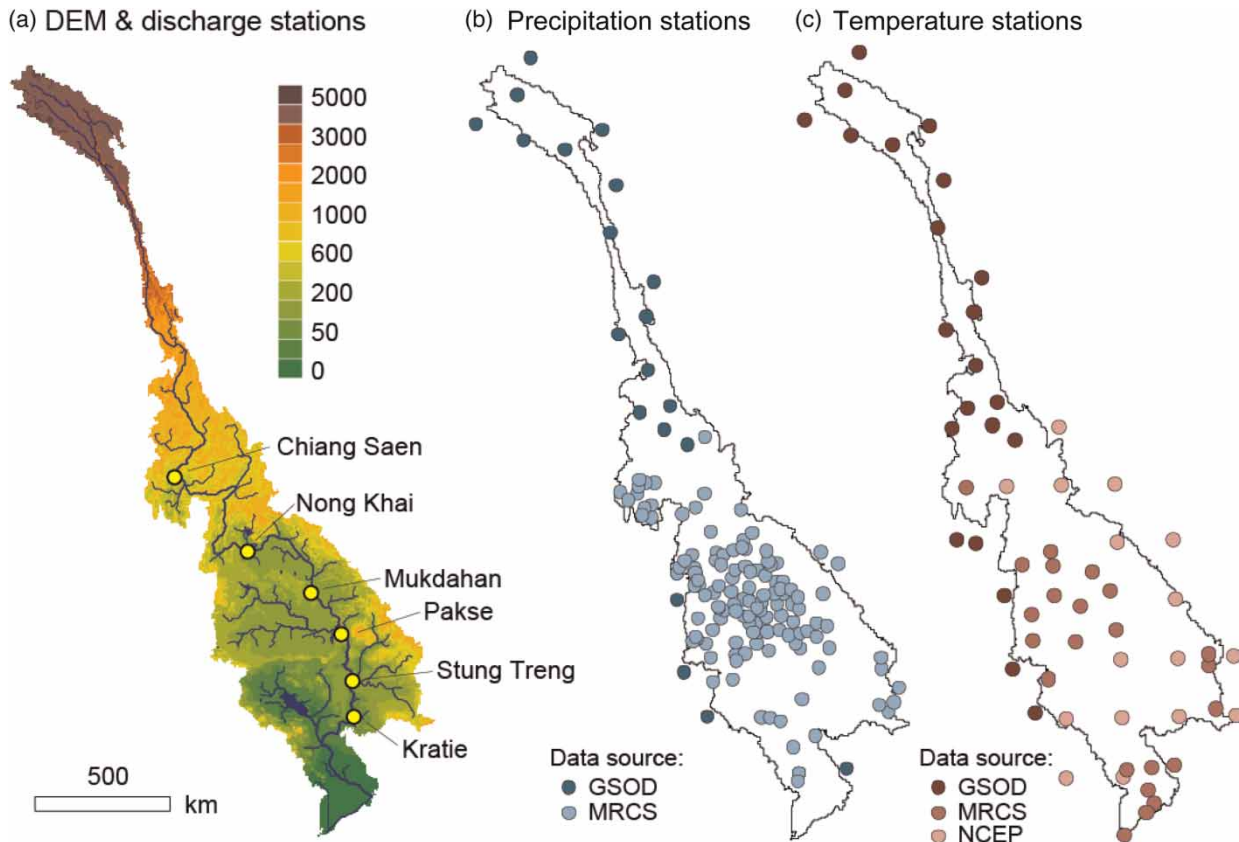 (a) DEM & discharge stations
(b) Precipitation stations
(c) Temperature stations
5000
3000
2000
1000
600
200
50
0
Chiang Saen
Nong Khai
Mukdahan
Pakse
Stung Treng
Kratie
500
km
Data source:
GSOD
MRCS
Data source:
GSOD
MRCS
NCEP